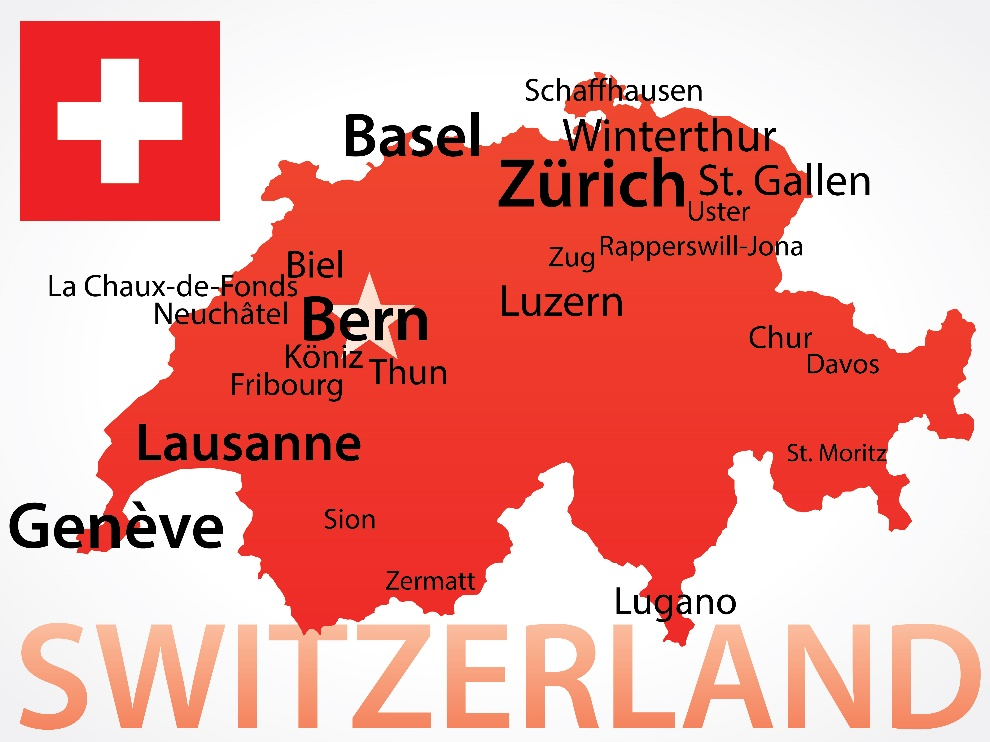 Schaffhausen
Basel
Winterthur
Zürich
St. Gallen
Uster
Rapperswill-Jona
Zug
Biel
La Chaux-de-Fonds
Neuchâtel
Bern
Luzern
Chur
Köniz
Thun
Davos
Fribourg
Lausanne
St. Moritz
Genève
Sion
Zermatt
Lugano
SWITZERLAND